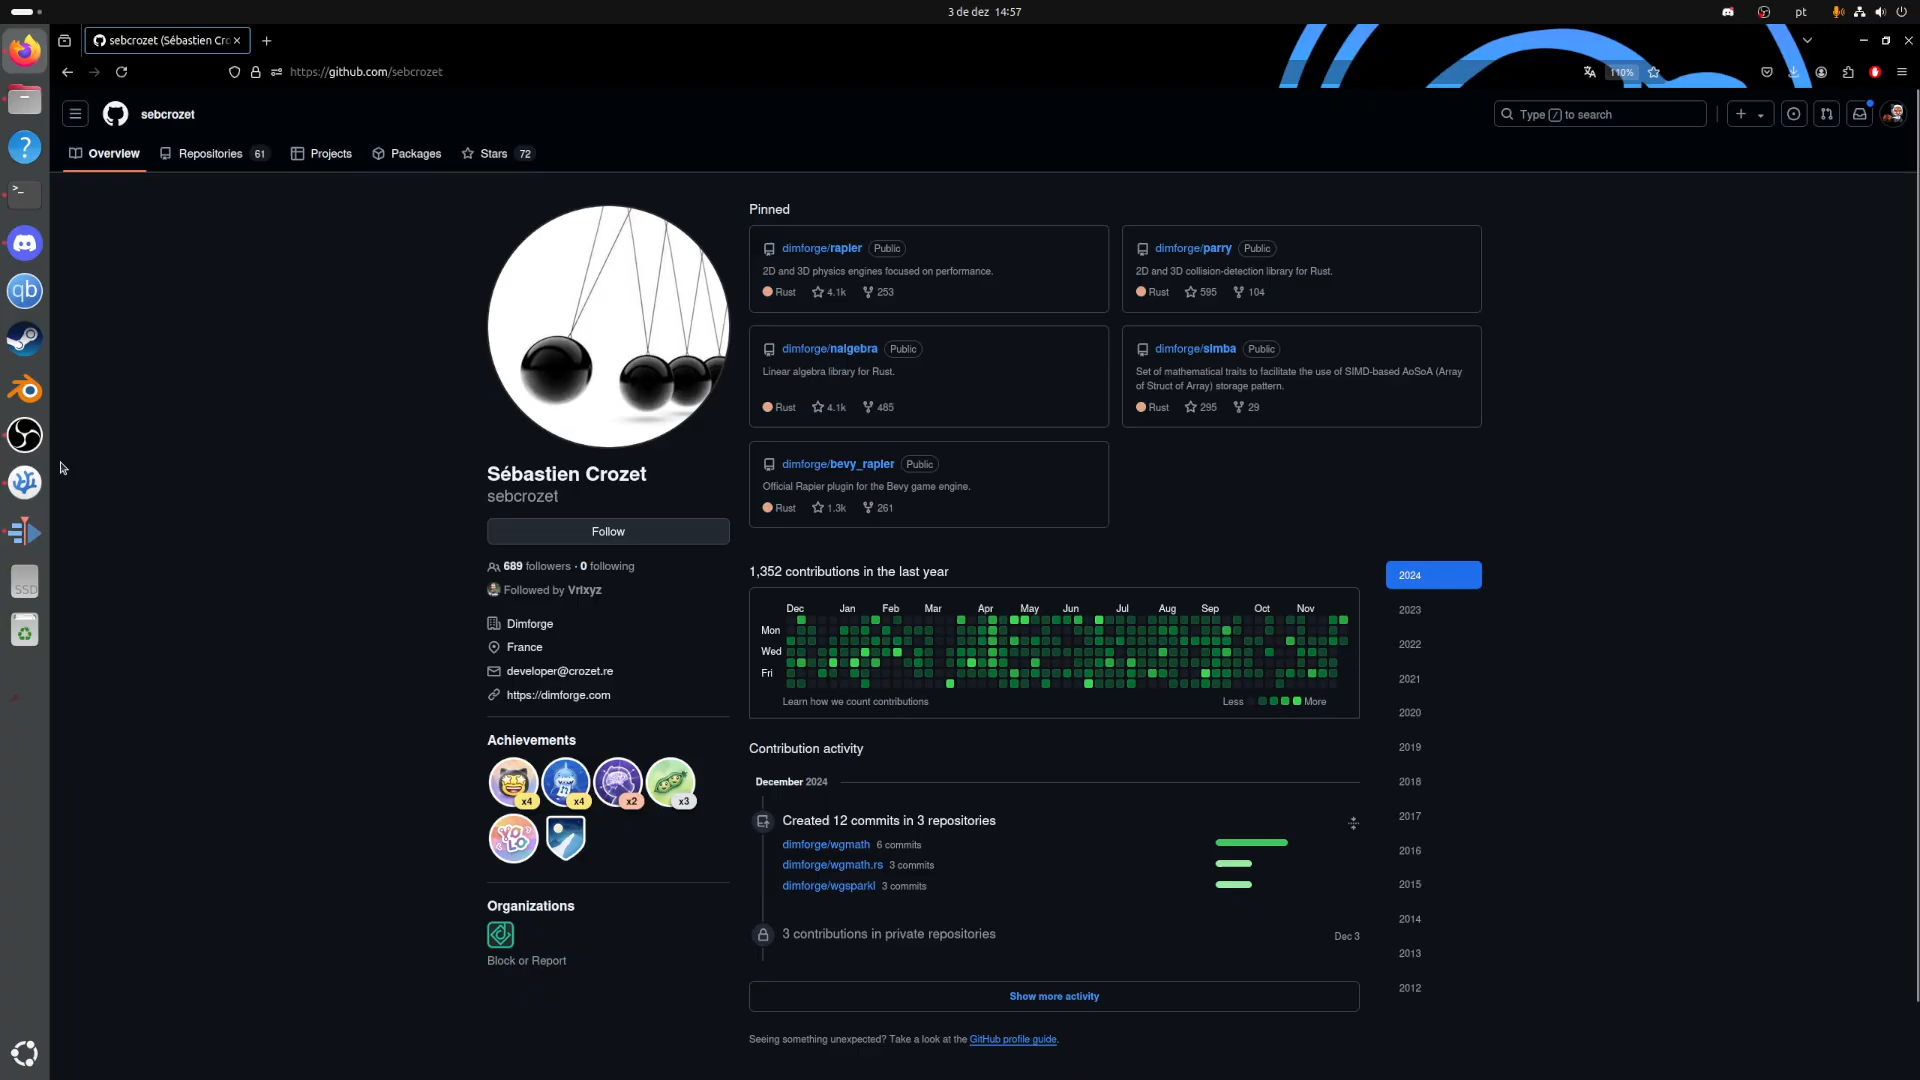 3 de dez 14:57
pt
sebcrozet (Sébastien Cro
https://github.com/sebcrozet
110%
sebcrozet
Type / to search
Overview
Repositories 61
Projects
Packages
Stars 72
Pinned
dimforge/rapier Public
2D and 3D physics engines focused on performance.
Rust 4.1k 253
dimforge/parry Public
2D and 3D collision-detection library for Rust.
Rust 595 104
dimforge/nalgebra Public
Linear algebra library for Rust.
Rust 4.1k 485
dimforge/simba Public
Set of mathematical traits to facilitate the use of SIMD-based AoSoA (Array
of Struct of Array) storage pattern.
Rust 295 29
dimforge/bevy_rapier Public
Official Rapier plugin for the Bevy game engine.
Rust 1.3k 261
Sébastien Crozet
sebcrozet
Follow
689 followers · 0 following
Followed by Vrixyz
Dimforge
France
developer@crozet.re
https://dimforge.com
Achievements
x4
x4
x2
x3
YOLO
Organizations
Block or Report
1,352 contributions in the last year
Dec Jan Feb Mar Apr May Jun Jul Aug Sep Oct Nov
Mon
Wed
Fri
Learn how we count contributions
Less More
2024
2023
2022
2021
2020
2019
2018
2017
2016
2015
2014
2013
2012
Contribution activity
December 2024
Created 12 commits in 3 repositories
dimforge/wgmath 6 commits
dimforge/wgmath.rs 3 commits
dimforge/wgsparkl 3 commits
3 contributions in private repositories
Dec 3
Show more activity
Seeing something unexpected? Take a look at the GitHub profile guide.
qb
SSD